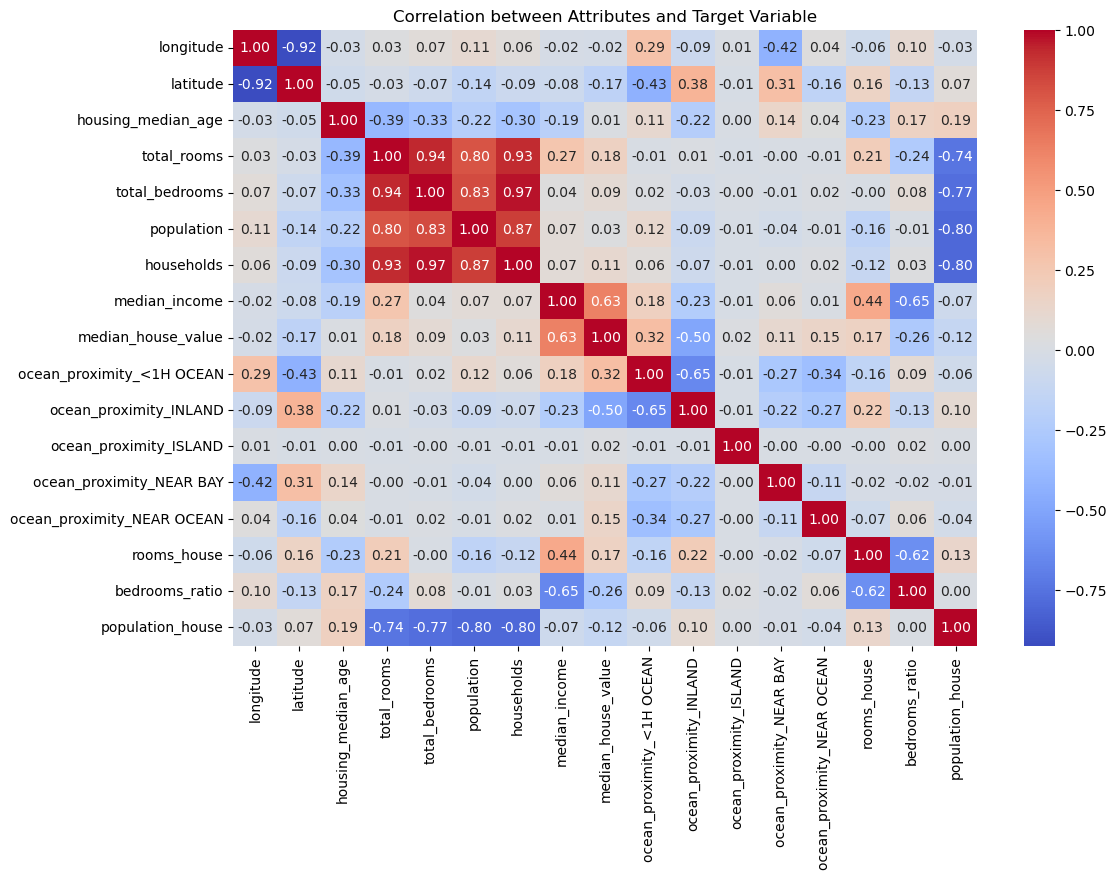 Correlation between Attributes and Target Variable
longitude 1.00 -0.92 -0.03 0.03 0.07 0.11 0.06 -0.02 -0.02 0.29 -0.09 0.01 -0.42 0.04 -0.06 0.10 -0.03
latitude -0.92 1.00 -0.05 -0.03 -0.07 -0.14 -0.09 -0.08 -0.17 -0.43 0.38 -0.01 0.31 -0.16 0.16 -0.13 0.07
housing_median_age -0.03 -0.05 1.00 -0.39 -0.33 -0.22 -0.30 -0.19 0.01 0.11 -0.22 0.00 0.14 0.04 -0.23 0.17 0.19
total_rooms 0.03 -0.03 -0.39 1.00 0.94 0.80 0.93 0.27 0.18 -0.01 0.01 -0.01 -0.00 -0.01 0.21 -0.24 -0.74
total_bedrooms 0.07 -0.07 -0.33 0.94 1.00 0.83 0.97 0.04 0.09 0.02 -0.03 -0.00 -0.01 0.02 -0.00 0.08 -0.77
population 0.11 -0.14 -0.22 0.80 0.83 1.00 0.87 0.07 0.03 0.12 -0.09 -0.01 -0.04 -0.01 -0.16 -0.01 -0.80
households 0.06 -0.09 -0.30 0.93 0.97 0.87 1.00 0.07 0.11 0.06 -0.07 -0.01 0.00 0.02 -0.12 0.03 -0.80
median_income -0.02 -0.08 -0.19 0.27 0.04 0.07 0.07 1.00 0.63 0.18 -0.23 -0.01 0.06 0.01 0.44 -0.65 -0.07
median_house_value -0.02 -0.17 0.01 0.18 0.09 0.03 0.11 0.63 1.00 0.32 -0.50 0.02 0.11 0.15 0.17 -0.26 -0.12
ocean_proximity_<1H OCEAN 0.29 -0.43 0.11 -0.01 0.02 0.12 0.06 0.18 0.32 1.00 -0.65 -0.01 -0.27 -0.34 -0.16 0.09 -0.06
ocean_proximity_INLAND -0.09 0.38 -0.22 0.01 -0.03 -0.09 -0.07 -0.23 -0.50 -0.65 1.00 -0.01 -0.22 -0.27 0.22 -0.13 0.10
ocean_proximity_ISLAND 0.01 -0.01 0.00 -0.01 -0.00 -0.01 -0.01 -0.01 0.02 -0.01 -0.01 1.00 -0.00 -0.00 -0.00 0.02 0.00
ocean_proximity_NEAR BAY -0.42 0.31 0.14 -0.00 -0.01 -0.04 0.00 0.06 0.11 -0.27 -0.22 -0.00 1.00 -0.11 -0.02 -0.02 -0.01
ocean_proximity_NEAR OCEAN 0.04 -0.16 0.04 -0.01 0.02 -0.01 0.02 0.01 0.15 -0.34 -0.27 -0.00 -0.11 1.00 -0.07 0.06 -0.04
rooms_house -0.06 0.16 -0.23 0.21 -0.00 -0.16 -0.12 0.44 0.17 -0.16 0.22 -0.00 -0.02 -0.07 1.00 -0.62 0.13
bedrooms_ratio 0.10 -0.13 0.17 -0.24 0.08 -0.01 0.03 -0.65 -0.26 0.09 -0.13 0.02 -0.02 0.06 -0.62 1.00 0.00
population_house -0.03 0.07 0.19 -0.74 -0.77 -0.80 -0.80 -0.07 -0.12 -0.06 0.10 0.00 -0.01 -0.04 0.13 0.00 1.00
longitude
latitude
housing_median_age
total_rooms
total_bedrooms
population
households
median_income
median_house_value
ocean_proximity_<1H OCEAN
ocean_proximity_INLAND
ocean_proximity_ISLAND
ocean_proximity_NEAR BAY
ocean_proximity_NEAR OCEAN
rooms_house
bedrooms_ratio
population_house
1.00
0.75
0.50
0.25
0.00
−0.25
−0.50
−0.75